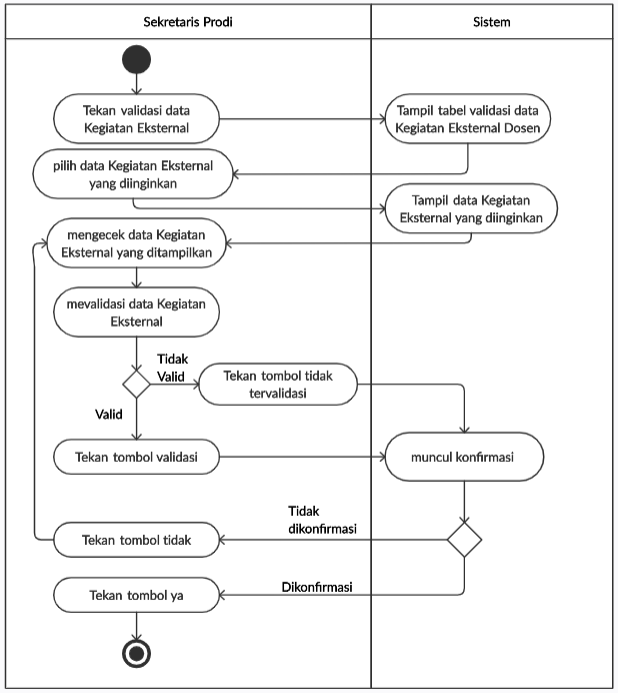 Sekretaris Prodi
Sistem
Tekan validasi data
Kegiatan Eksternal
Tampil tabel validasi data
Kegiatan Eksternal Dosen
pilih data Kegiatan Eksternal
yang diinginkan
Tampil data Kegiatan
Eksternal yang diinginkan
mengecek data Kegiatan
Eksternal yang ditampilkan
mevalidasi data Kegiatan
Eksternal
Tidak
Valid
Tekan tombol tidak
tervalidasi
Valid
Tekan tombol validasi
muncul konfirmasi
Tidak
dikonfirmasi
Tekan tombol tidak
Dikonfirmasi
Tekan tombol ya